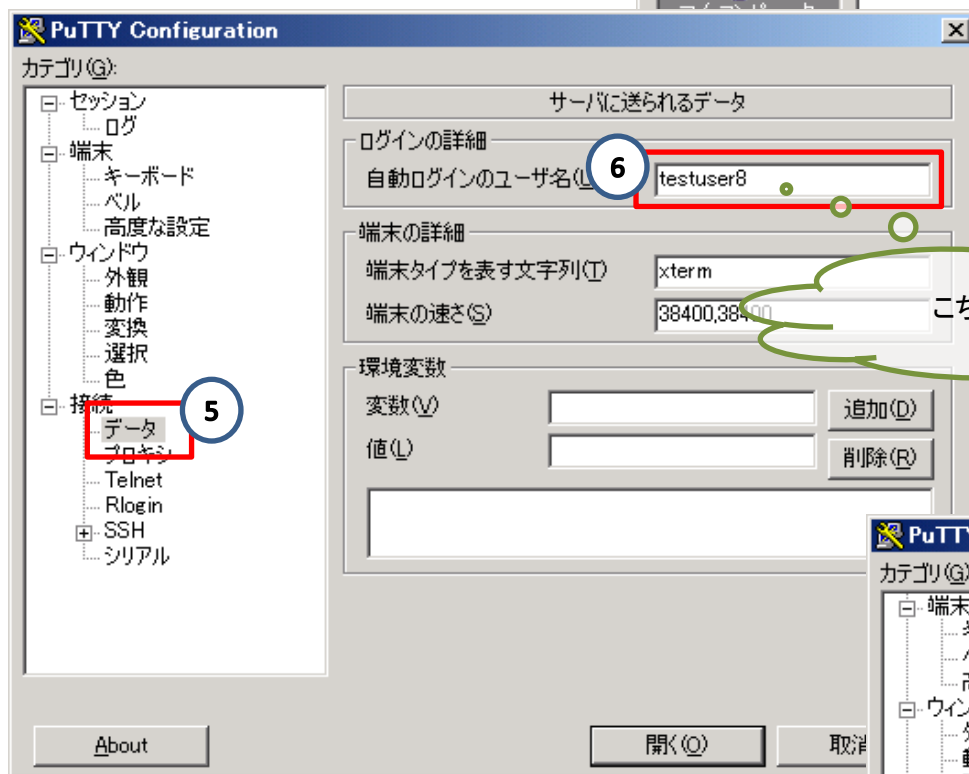 PuTTY Configuration
カテゴリ(G):
セッション
ログ
端末
キーボード
ベル
高度な設定
ウィンドウ
外観
動作
変換
選択
色
接続
データ
プロキシ
Telnet
Rlogin
SSH
シリアル
5
サーバに送られるデータ
ログインの詳細
自動ログインのユーザ名(
6
testuser8
端末の詳細
端末タイプを表す文字列(T)
xterm
端末の速さ(S)
38400,38400
こち
環境変数
変数(V)
追加(D)
値(L)
削除(R)
About
開く(O)
取消
PuTTY
カテゴリ(G)
端末
ウィン